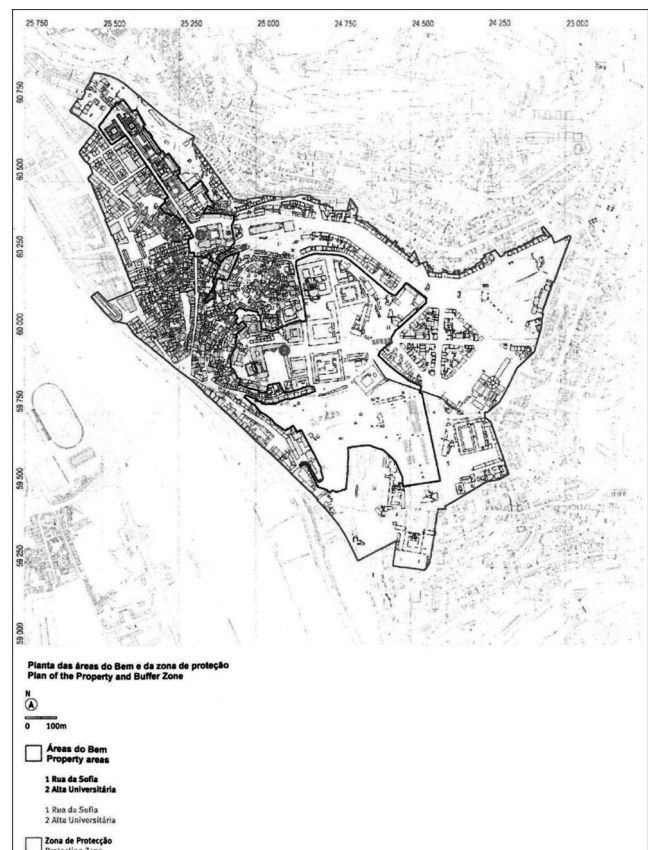 25 750 25 500 25 250 25 000 24 750 24 500 24 250 23 000
60 750
60 500
60 250
60 000
59 750
59 500
59 250
59 000
Planta das áreas do Bem e da zona de proteção
Plan of the Property and Buffer Zone
N
0 100m
Áreas do Bem
Property areas
1 Rua da Sofia
2 Alta Universitária
1 Rua da Sofia
2 Alta Universitária
Zona de Protecção
Protection Zone